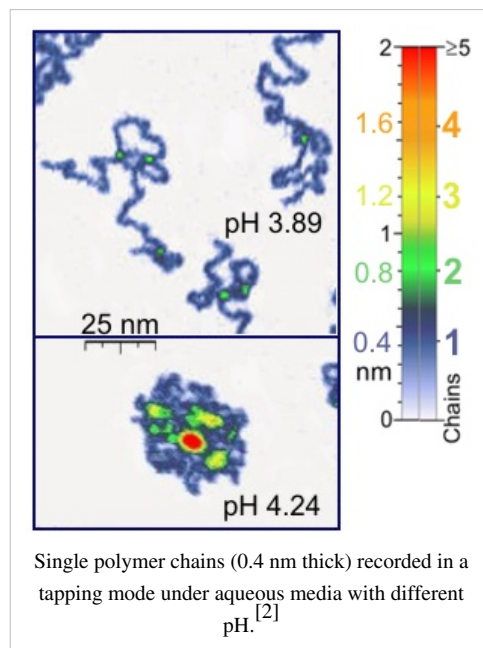 pH 3.89
25 nm
pH 4.24
2
≥5
1.6
4
1.2
3
1
0.8
2
0.4
1
nm
0
Chains
Single polymer chains (0.4 nm thick) recorded in a
tapping mode under aqueous media with different
pH.[2]